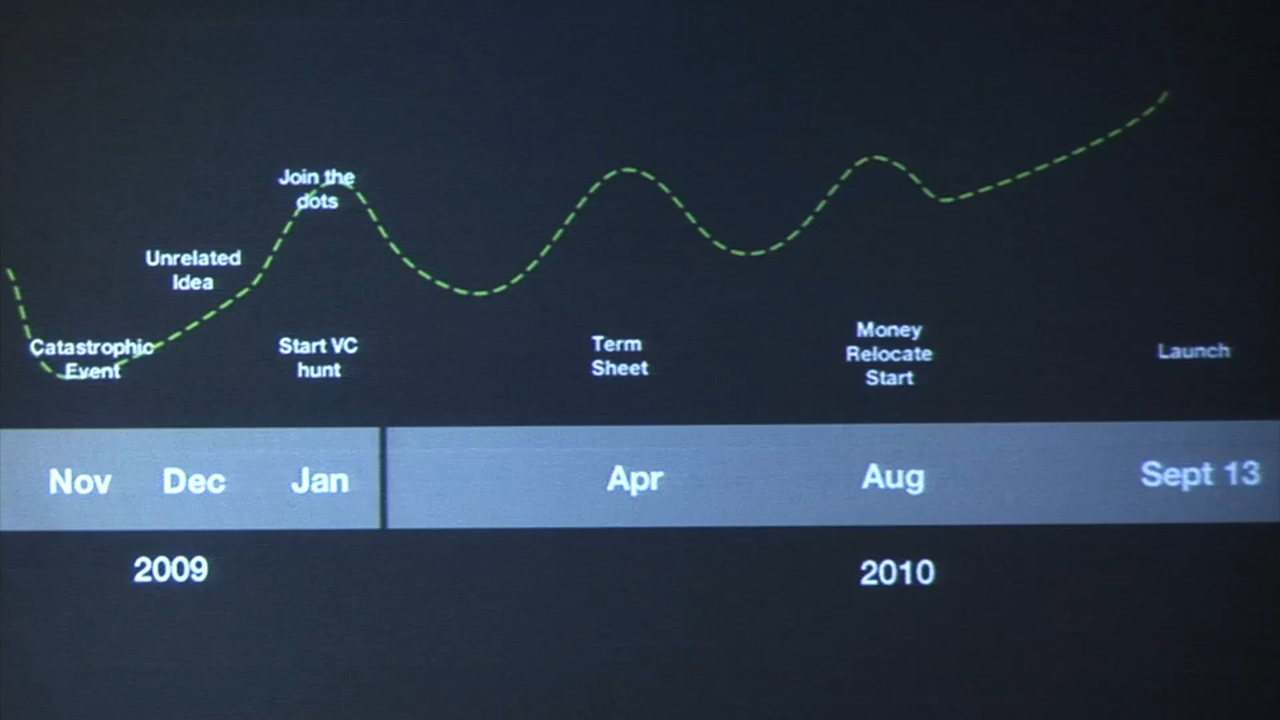 Join the
dots
Unrelated
Idea
Catastrophic
Event
Start VC
hunt
Term
Sheet
Money
Relocate
Start
Launch
Nov
Dec
Jan
Apr
Aug
Sept 13
2009
2010